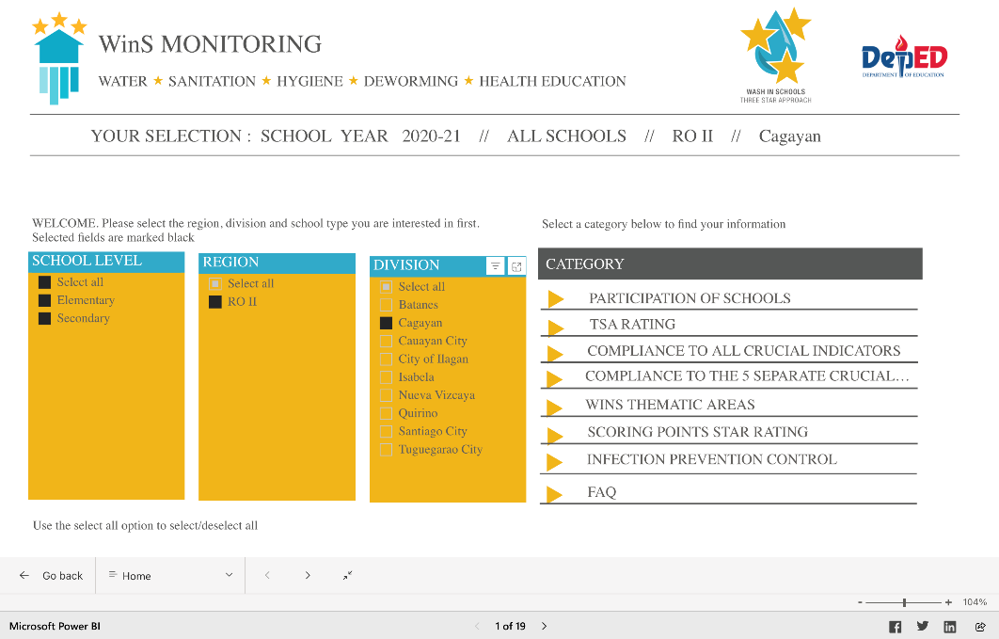 WinS MONITORING
WATER ★ SANITATION ★ HYGIENE ★ DEWORMING ★ HEALTH EDUCATION
WASH IN SCHOOLS
THREE STAR APPROACH
DepED
DEPARTMENT OF EDUCATION
YOUR SELECTION : SCHOOL YEAR 2020-21 // ALL SCHOOLS // RO II // Cagayan
WELCOME. Please select the region, division and school type you are interested in first.
Selected fields are marked black
Select a category below to find your information
SCHOOL LEVEL
Select all
Elementary
Secondary
REGION
Select all
RO II
DIVISION
Select all
Batanes
Cagayan
Cauayan City
City of Ilagan
Isabela
Nueva Vizcaya
Quirino
Santiago City
Tuguegarao City
CATEGORY
PARTICIPATION OF SCHOOLS
TSA RATING
COMPLIANCE TO ALL CRUCIAL INDICATORS
COMPLIANCE TO THE 5 SEPARATE CRUCIAL…
WINS THEMATIC AREAS
SCORING POINTS STAR RATING
INFECTION PREVENTION CONTROL
FAQ
Use the select all option to select/deselect all
Go back
Home
- + 104%
Microsoft Power BI
1 of 19